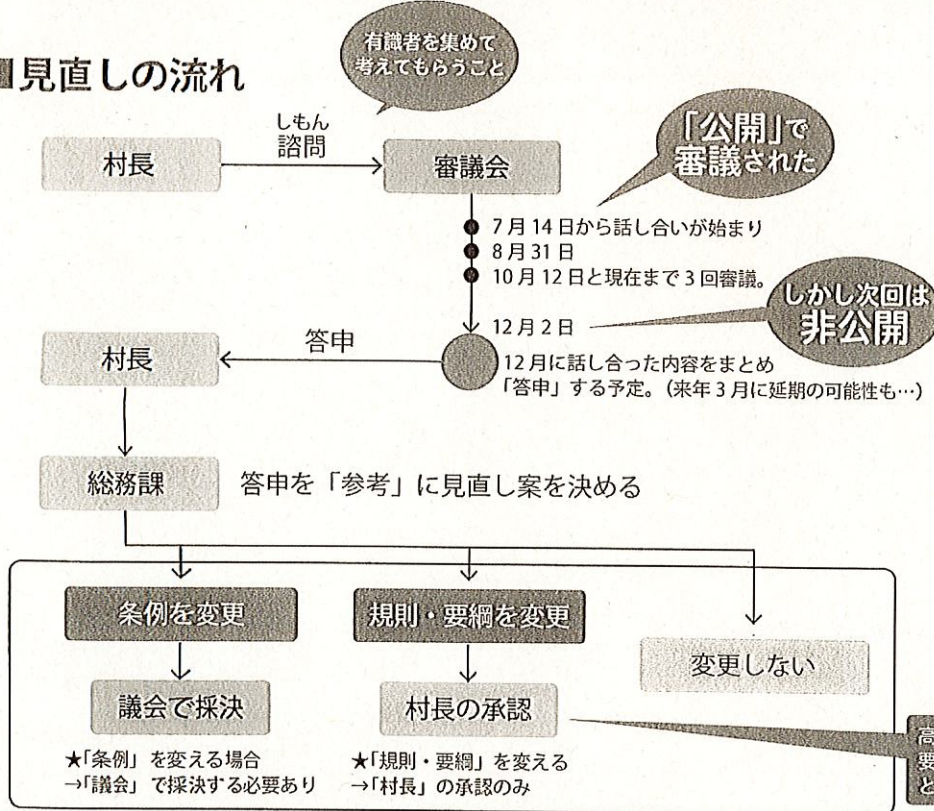 ■見直しの流れ
有識者を集めて
考えてもらうこと
村長
しもん
諮問
審議会
「公開」で
審議された
7月14日から話し合いが始まり
8月31日
10月12日と現在まで3回審議。
しかし次回は
非公開
12月2日
12月に話し合った内容をまとめ
「答申」する予定。(来年3月に延期の可能性も…)
答申
村長
総務課
答申を「参考」に見直し案を決める
条例を変更
規則・要綱を変更
変更しない
議会で採決
村長の承認
★「条例」を変える場合
→「議会」で採決する必要あり
★「規則・要綱」を変える
→「村長」の承認のみ
高
要
と